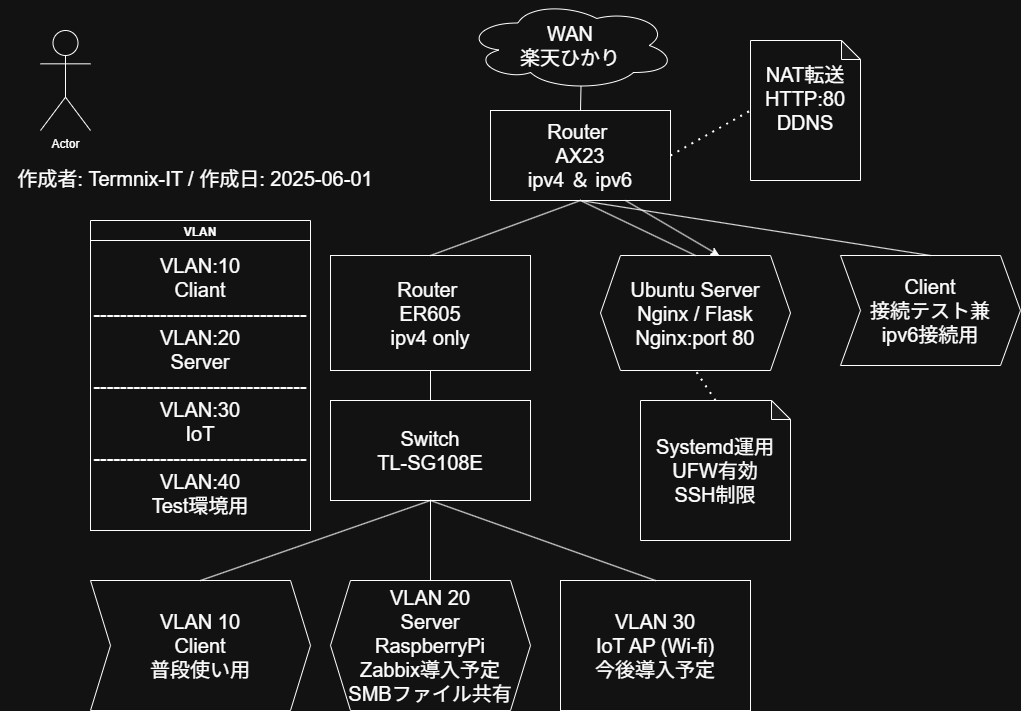 WAN
楽天ひかり
NAT転送
HTTP:80
DDNS
Router
AX23
ipv4 & ipv6
Actor
作成者: Termnix-IT / 作成日: 2025-06-01
VLAN
VLAN:10
Cliant
VLAN:20
Server
VLAN:30
IoT
VLAN:40
Test環境用
Router
ER605
ipv4 only
Ubuntu Server
Nginx / Flask
Nginx:port 80
Client
接続テスト兼
ipv6接続用
Switch
TL-SG108E
Systemd運用
UFW有効
SSH制限
VLAN 10
Client
普段使い用
VLAN 20
Server
RaspberryPi
Zabbix導入予定
SMBファイル共有
VLAN 30
IoT AP (Wi-fi)
今後導入予定